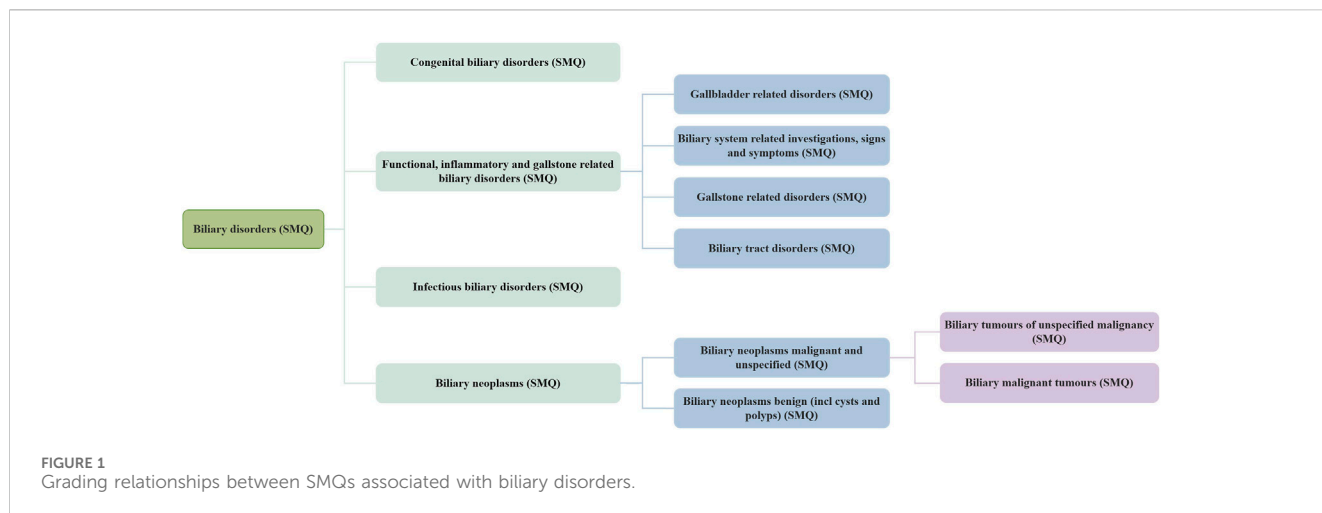 Congenital biliary disorders (SMQ)
Gallbladder related disorders (SMQ)
Biliary system related investigations, signs
and symptoms (SMQ)
Functional, inflammatory and gallstone related
biliary disorders (SMQ)
Gallstone related disorders (SMQ)
Biliary disorders (SMQ)
Biliary tract disorders (SMQ)
Infectious biliary disorders (SMQ)
Biliary tumours of unspecified malignancy
(SMQ)
Biliary neoplasms malignant and
unspecified (SMQ)
Biliary neoplasms (SMQ)
Biliary malignant tumours (SMQ)
Biliary neoplasms benign (incl cysts and
polyps) (SMQ)
FIGURE 1
Grading relationships between SMQs associated with biliary disorders.